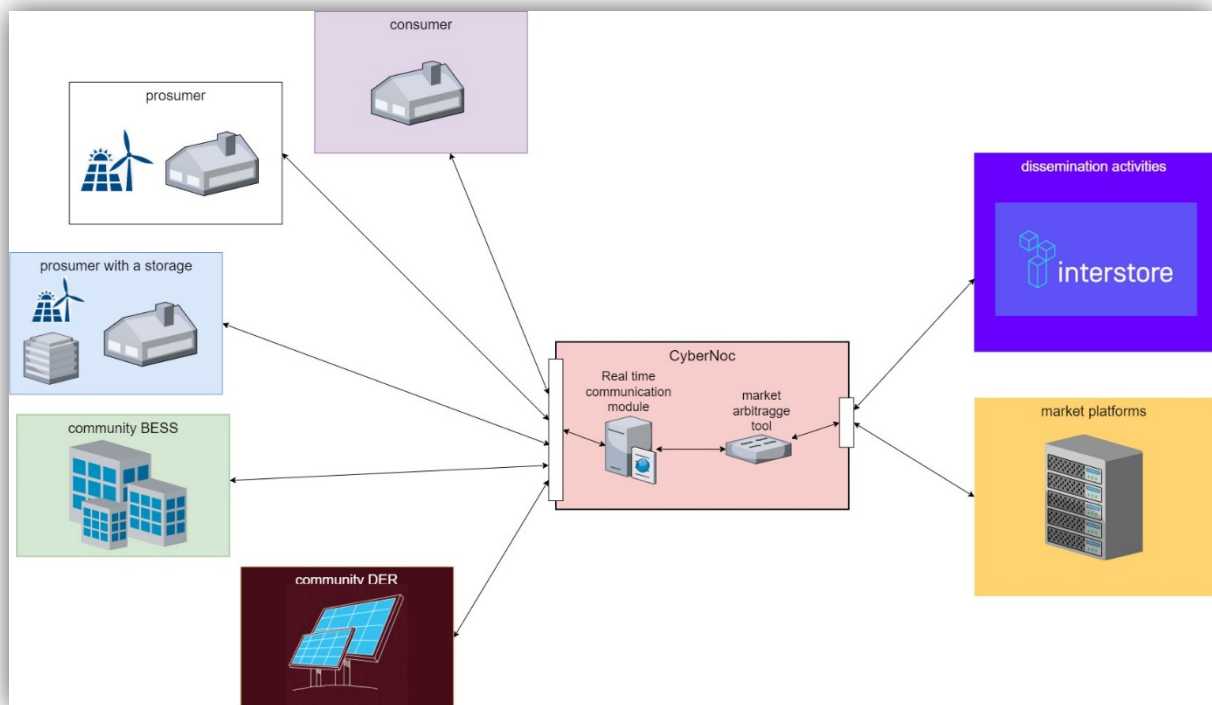 consumer
prosumer
prosumer with a storage
community BESS
community DER
CyberNoc
Real time
communication
module
market
arbitragge
tool
dissemination activities
interstore
market platforms